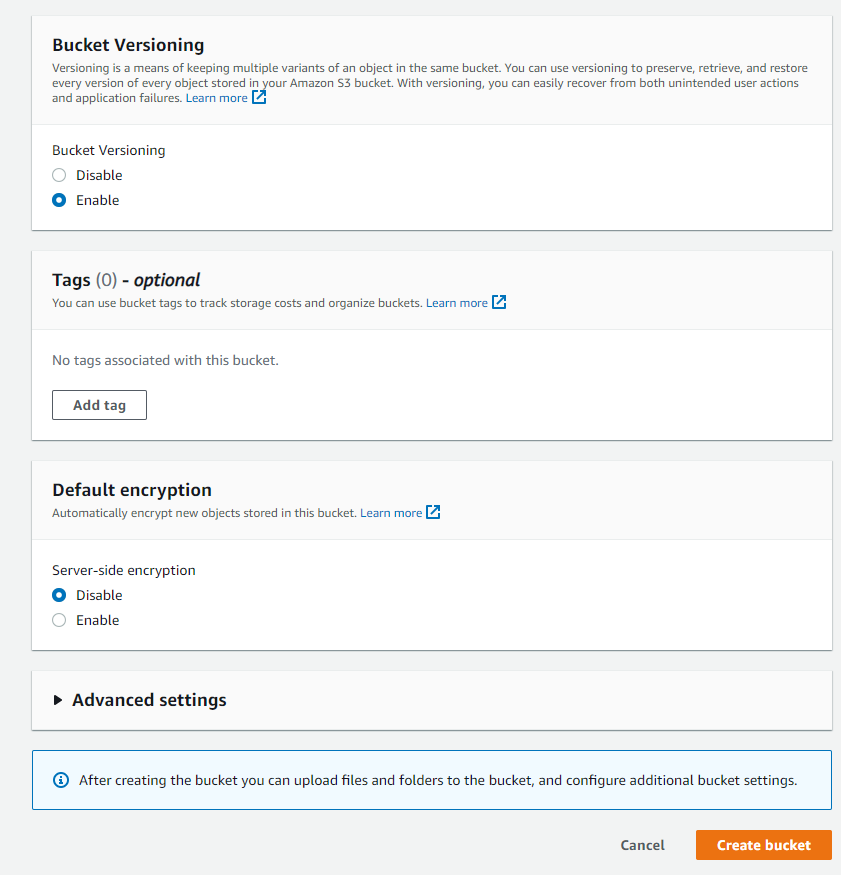 Bucket Versioning
Versioning is a means of keeping multiple variants of an object in the same bucket. You can use versioning to preserve, retrieve, and restore
every version of every object stored in your Amazon S3 bucket. With versioning, you can easily recover from both unintended user actions
and application failures. Learn more
Bucket Versioning
Disable
Enable
Tags (0) - optional
You can use bucket tags to track storage costs and organize buckets. Learn more
No tags associated with this bucket.
Add tag
Default encryption
Automatically encrypt new objects stored in this bucket. Learn more
Server-side encryption
Disable
Enable
Advanced settings
After creating the bucket you can upload files and folders to the bucket, and configure additional bucket settings.
Cancel Create bucket